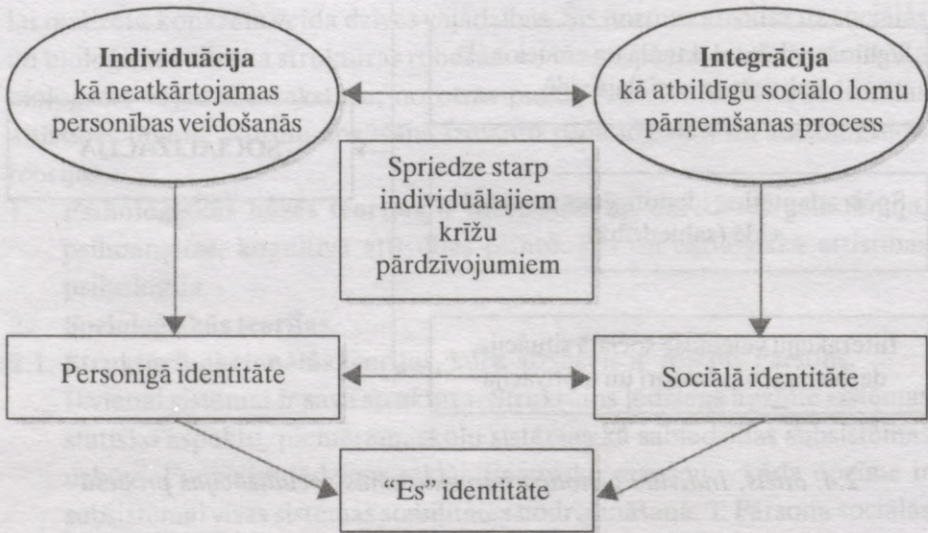 Individuācija
kā neatkārtojamas
personības veidošanās
Integrācija
kā atbildīgu sociālo lomu
pārņemšanas process
Spriedze starp
individuālajiem
krīžu
pārdzīvojumiem
Personīgā identitāte
Sociālā identitāte
“Es” identitāte